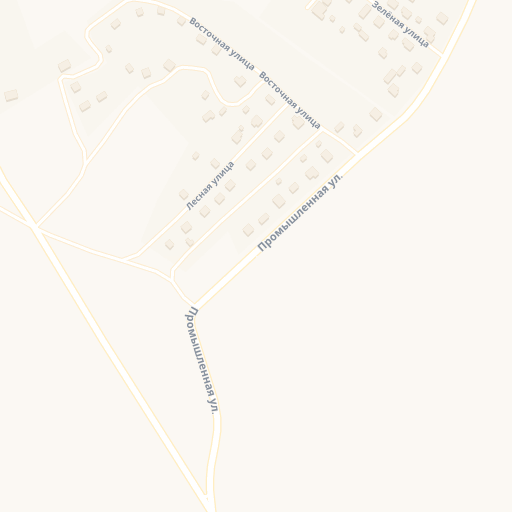 Зелёная улица
Восточная улица
Восточная улица
Лесная улица
Промышленная ул.
Промышленная ул.